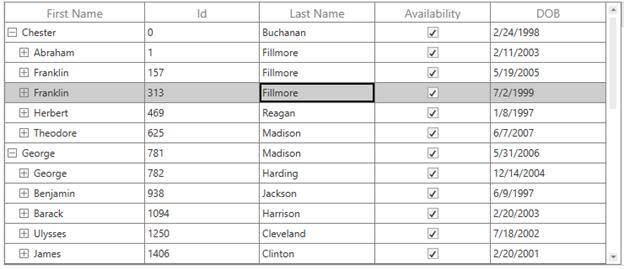 First Name Id Last Name Availability DOB
Chester 0 Buchanan 2/24/1998
Abraham 1 Fillmore 2/11/2003
Franklin 157 Fillmore 5/19/2005
Franklin 313 Fillmore 7/2/1999
Herbert 469 Reagan 1/8/1997
Theodore 625 Madison 6/7/2007
George 781 Madison 5/31/2006
George 782 Harding 12/14/2004
Benjamin 938 Jackson 6/9/1997
Barack 1094 Harrison 2/20/2003
Ulysses 1250 Cleveland 7/18/2002
James 1406 Clinton 2/20/2001